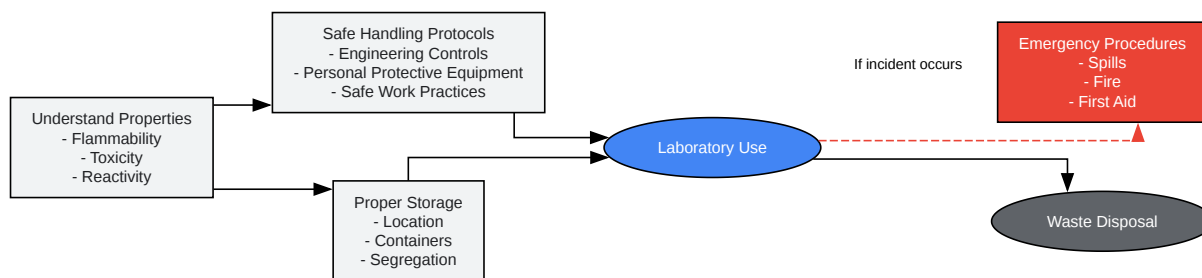 Understand Properties
- Flammability
- Toxicity
- Reactivity
Safe Handling Protocols
- Engineering Controls
- Personal Protective Equipment
- Safe Work Practices
Proper Storage
- Location
- Containers
- Segregation
Laboratory Use
If incident occurs
Emergency Procedures
- Spills
- Fire
- First Aid
Waste Disposal